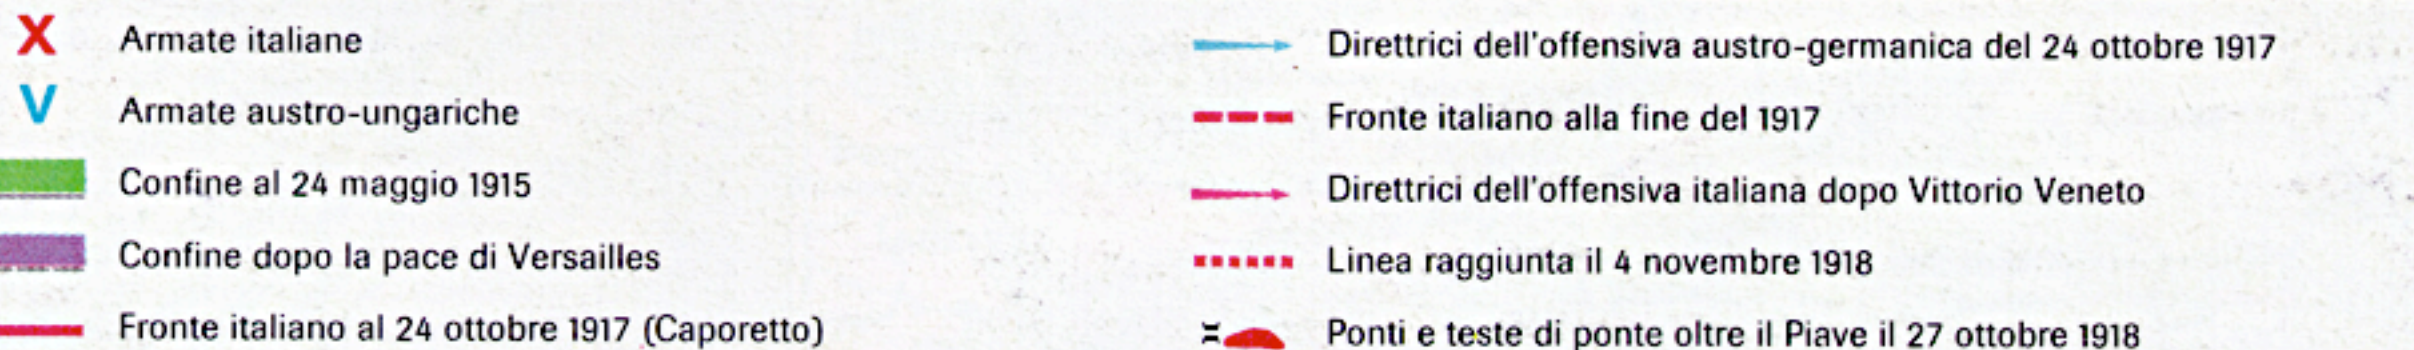 X Armate italiane
V Armate austro-ungariche
Confine al 24 maggio 1915
Confine dopo la pace di Versailles
Fronte italiano al 24 ottobre 1917 (Caporetto)
Direttrici dell'offensiva austro-germanica del 24 ottobre 1917
Fronte italiano alla fine del 1917
Direttrici dell'offensiva italiana dopo Vittorio Veneto
Linea raggiunta il 4 novembre 1918
Ponti e teste di ponte oltre il Piave il 27 ottobre 1918